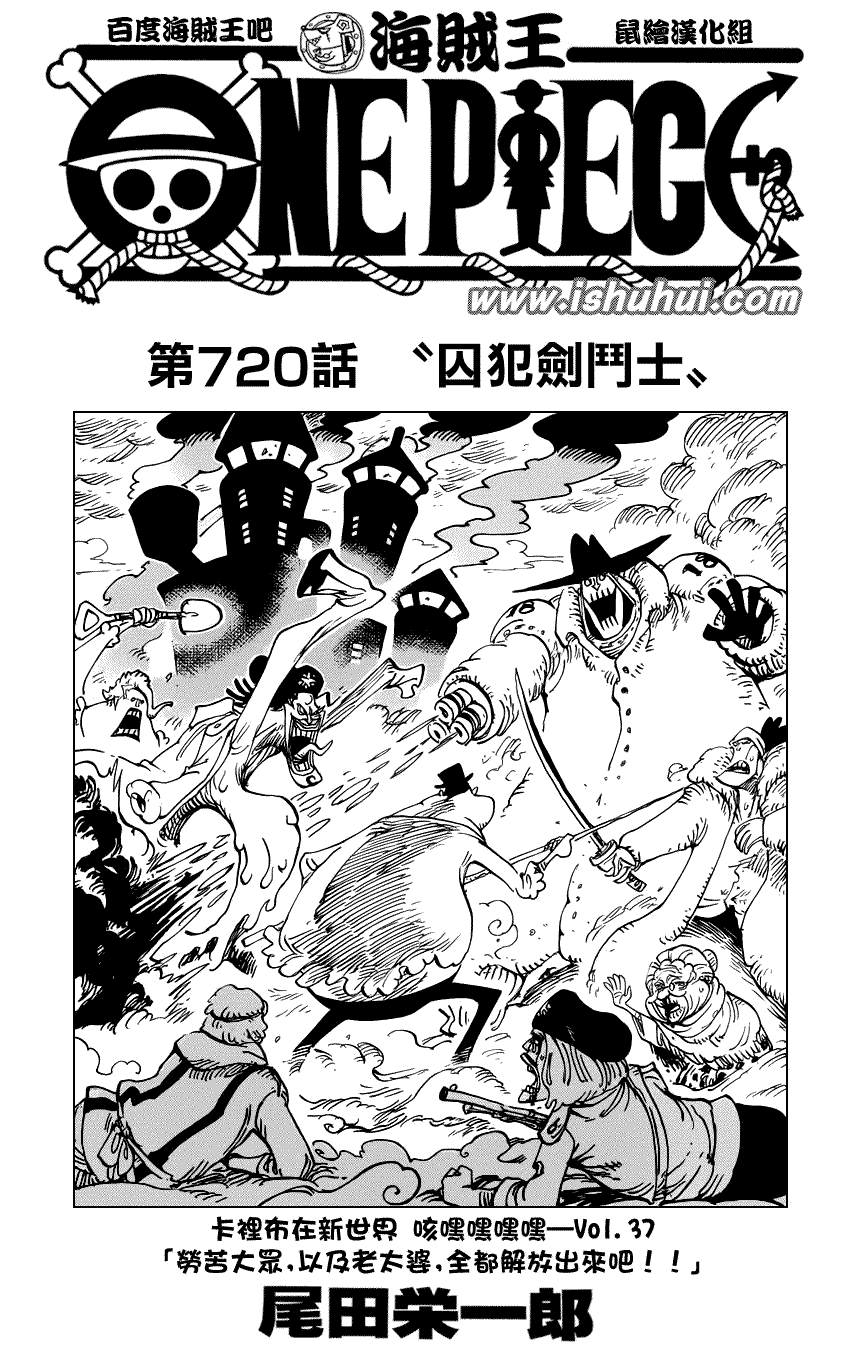 百度海賊王吧
海賊王
鼠繪漢化組
ONE PIECE
www.ishuhui.com
第720話 〝囚犯劍鬥士〟
18
卡裡布在新世界 咳嘿嘿嘿嘿—Vol.37
「勞苦大眾,以及老太婆,全都解放出來吧！！」
尾田栄一郎